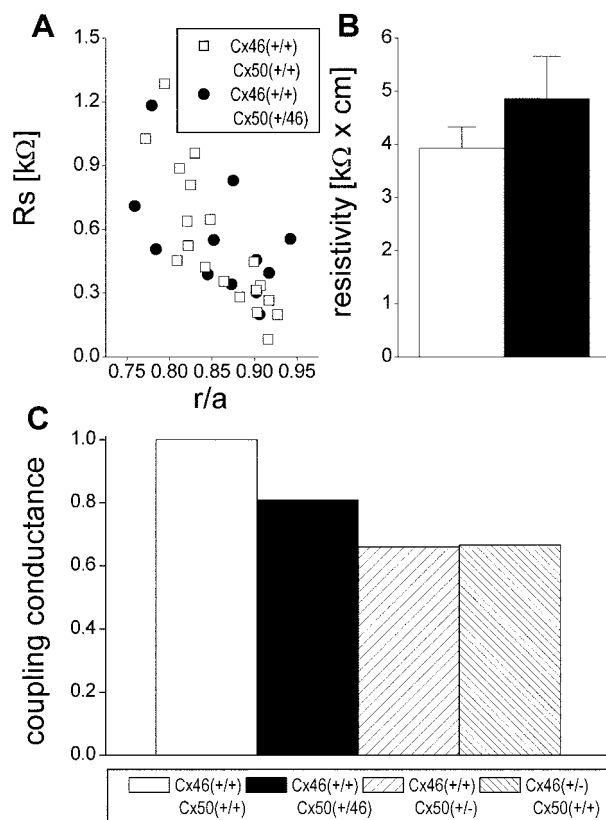 A
Cx46(+/+)
Cx50(+/+)
Cx46(+/+)
Cx50(+/46)
Rs [kΩ]
1.5
1.2
0.9
0.6
0.3
0.0
0.75 0.80 0.85 0.90 0.95
r/a
B
resistivity [kΩ x cm]
6
5
4
3
2
1
0
C
coupling conductance
1.0
0.8
0.6
0.4
0.2
0.0
Cx46(+/+) Cx46(+/+) Cx46(+/+) Cx46(+/-)
Cx50(+/+) Cx50(+/46) Cx50(+/-) Cx50(+/+)